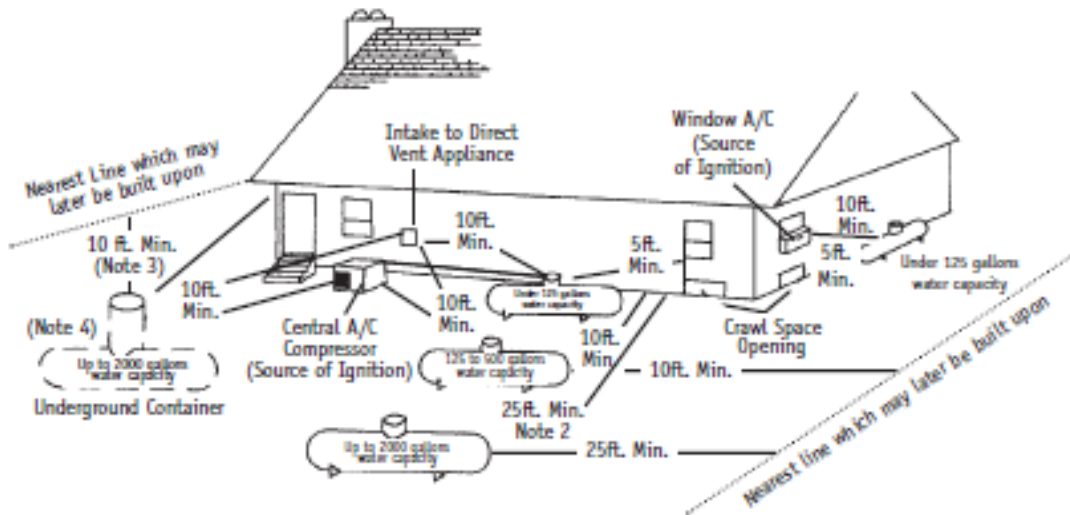 Nearest Line which may
later be built upon
Intake to Direct
Vent Appliance
Window A/C
(Source
of Ignition)
10 ft. Min.
(Note 3)
10ft.
Min.
10ft.
Min.
5ft.
Min.
10ft.
Min.
5ft.
Min.
Under 125 gallons
water capacity
(Note 4)
Up to 2000 gallons
water capicity
Underground Container
Central A/C
Compressor
(Source of Ignition)
10ft.
Min.
Under 125 gallons
water capacity
10ft.
Min.
Crawl Space
Opening
125 to 500 gallons
water capacity
10ft. Min.
25ft. Min.
Note 2
Up to 2000 gallons
water capacity
25ft. Min.
Nearest line which may later be built upon